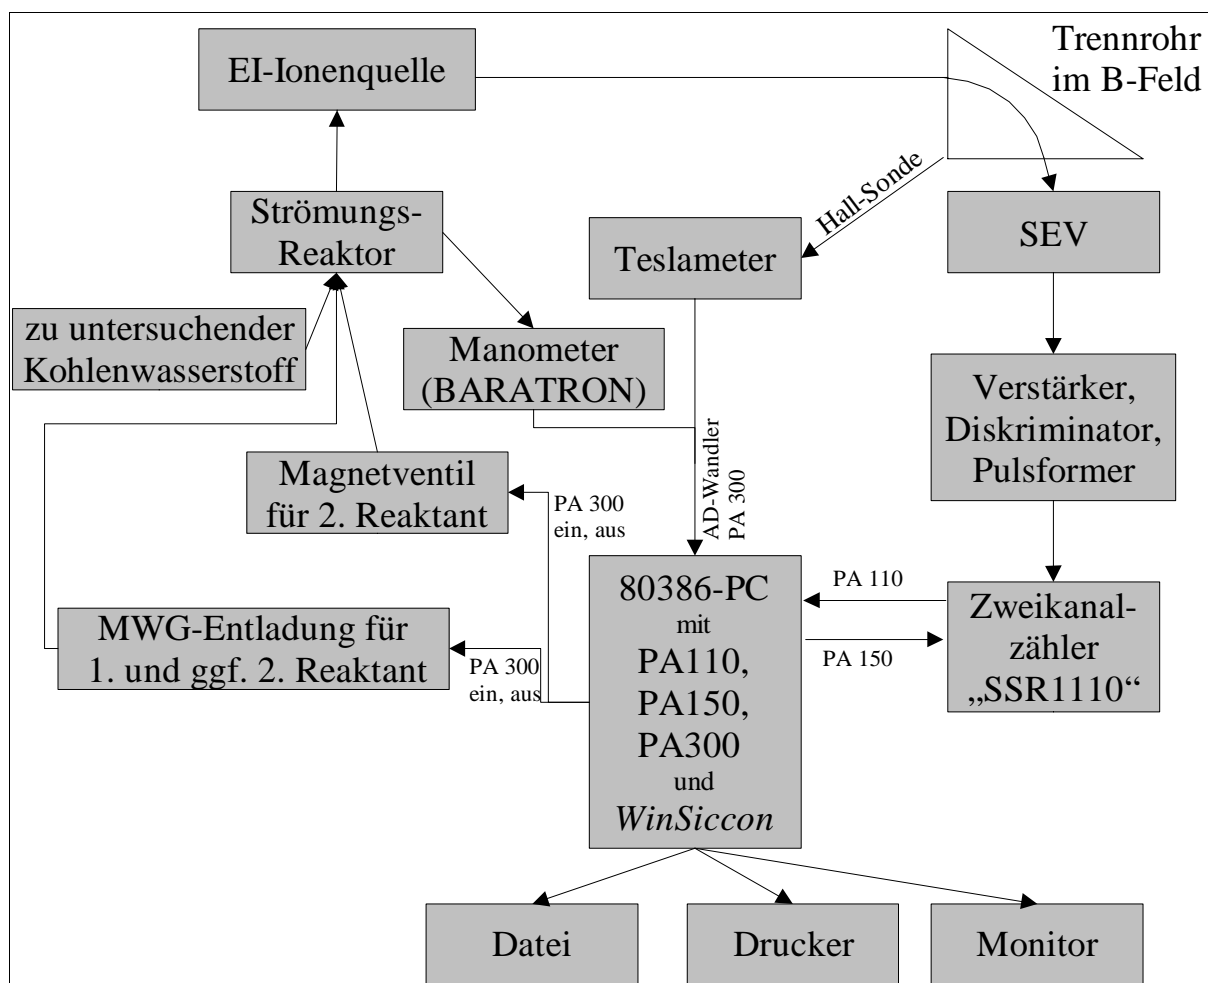 EI-Ionenquelle
Trennrohr
im B-Feld
Hall-Sonde
Strömungs-
Reaktor
Teslameter
SEV
zu untersuchender
Kohlenwasserstoff
Manometer
(BARATRON)
Verstärker,
Diskriminator,
Pulsformer
AD-Wandler
PA 300
Magnetventil
für 2. Reaktant
PA 300
ein, aus
80386-PC
mit
PA110,
PA150,
PA300
und
WinSiccon
PA 110
PA 150
Zweikanal-
zähler
„SSR1110“
MWG-Entladung für
1. und ggf. 2. Reaktant
PA 300
ein, aus
Datei
Drucker
Monitor